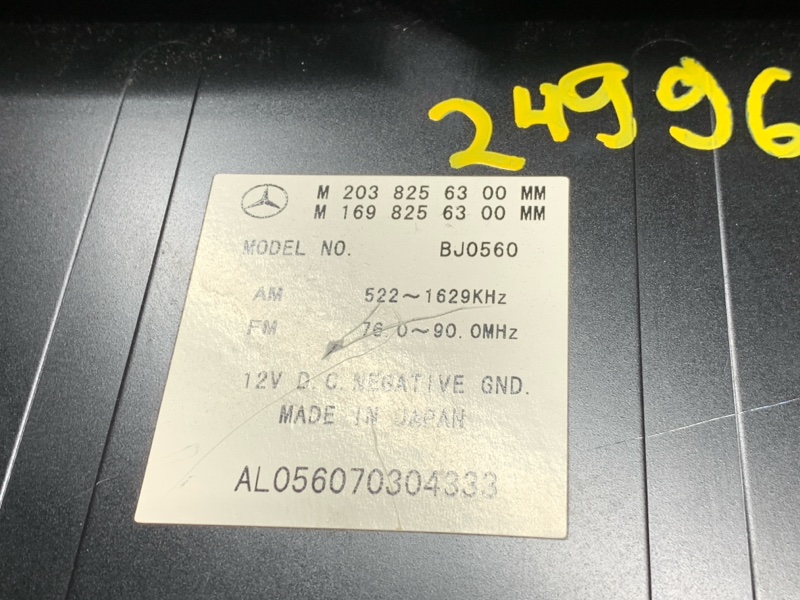 24996
M 203 825 63 00 MM
M 169 825 63 00 MM
MODEL NO. BJ0560
AM 522～1629KHz
FM 76.0～90.0MHz
12V D.C.NEGATIVE GND.
MADE IN JAPAN
AL056070304333